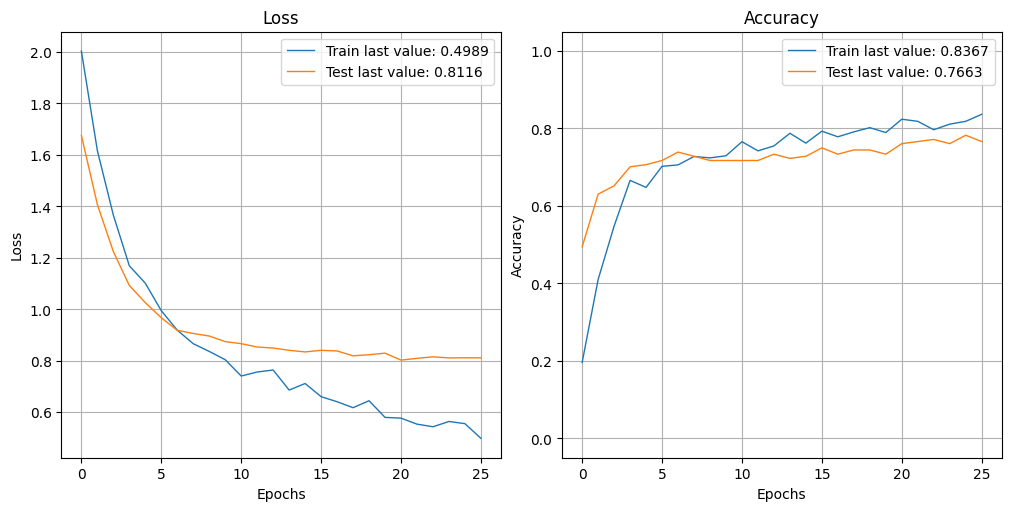 Loss
Train last value: 0.4989
Test last value: 0.8116
2.0
1.8
1.6
1.4
1.2
1.0
0.8
0.6
Loss
0 5 10 15 20 25
Epochs
Accuracy
Train last value: 0.8367
Test last value: 0.7663
1.0
0.8
0.6
0.4
0.2
0.0
Accuracy
0 5 10 15 20 25
Epochs